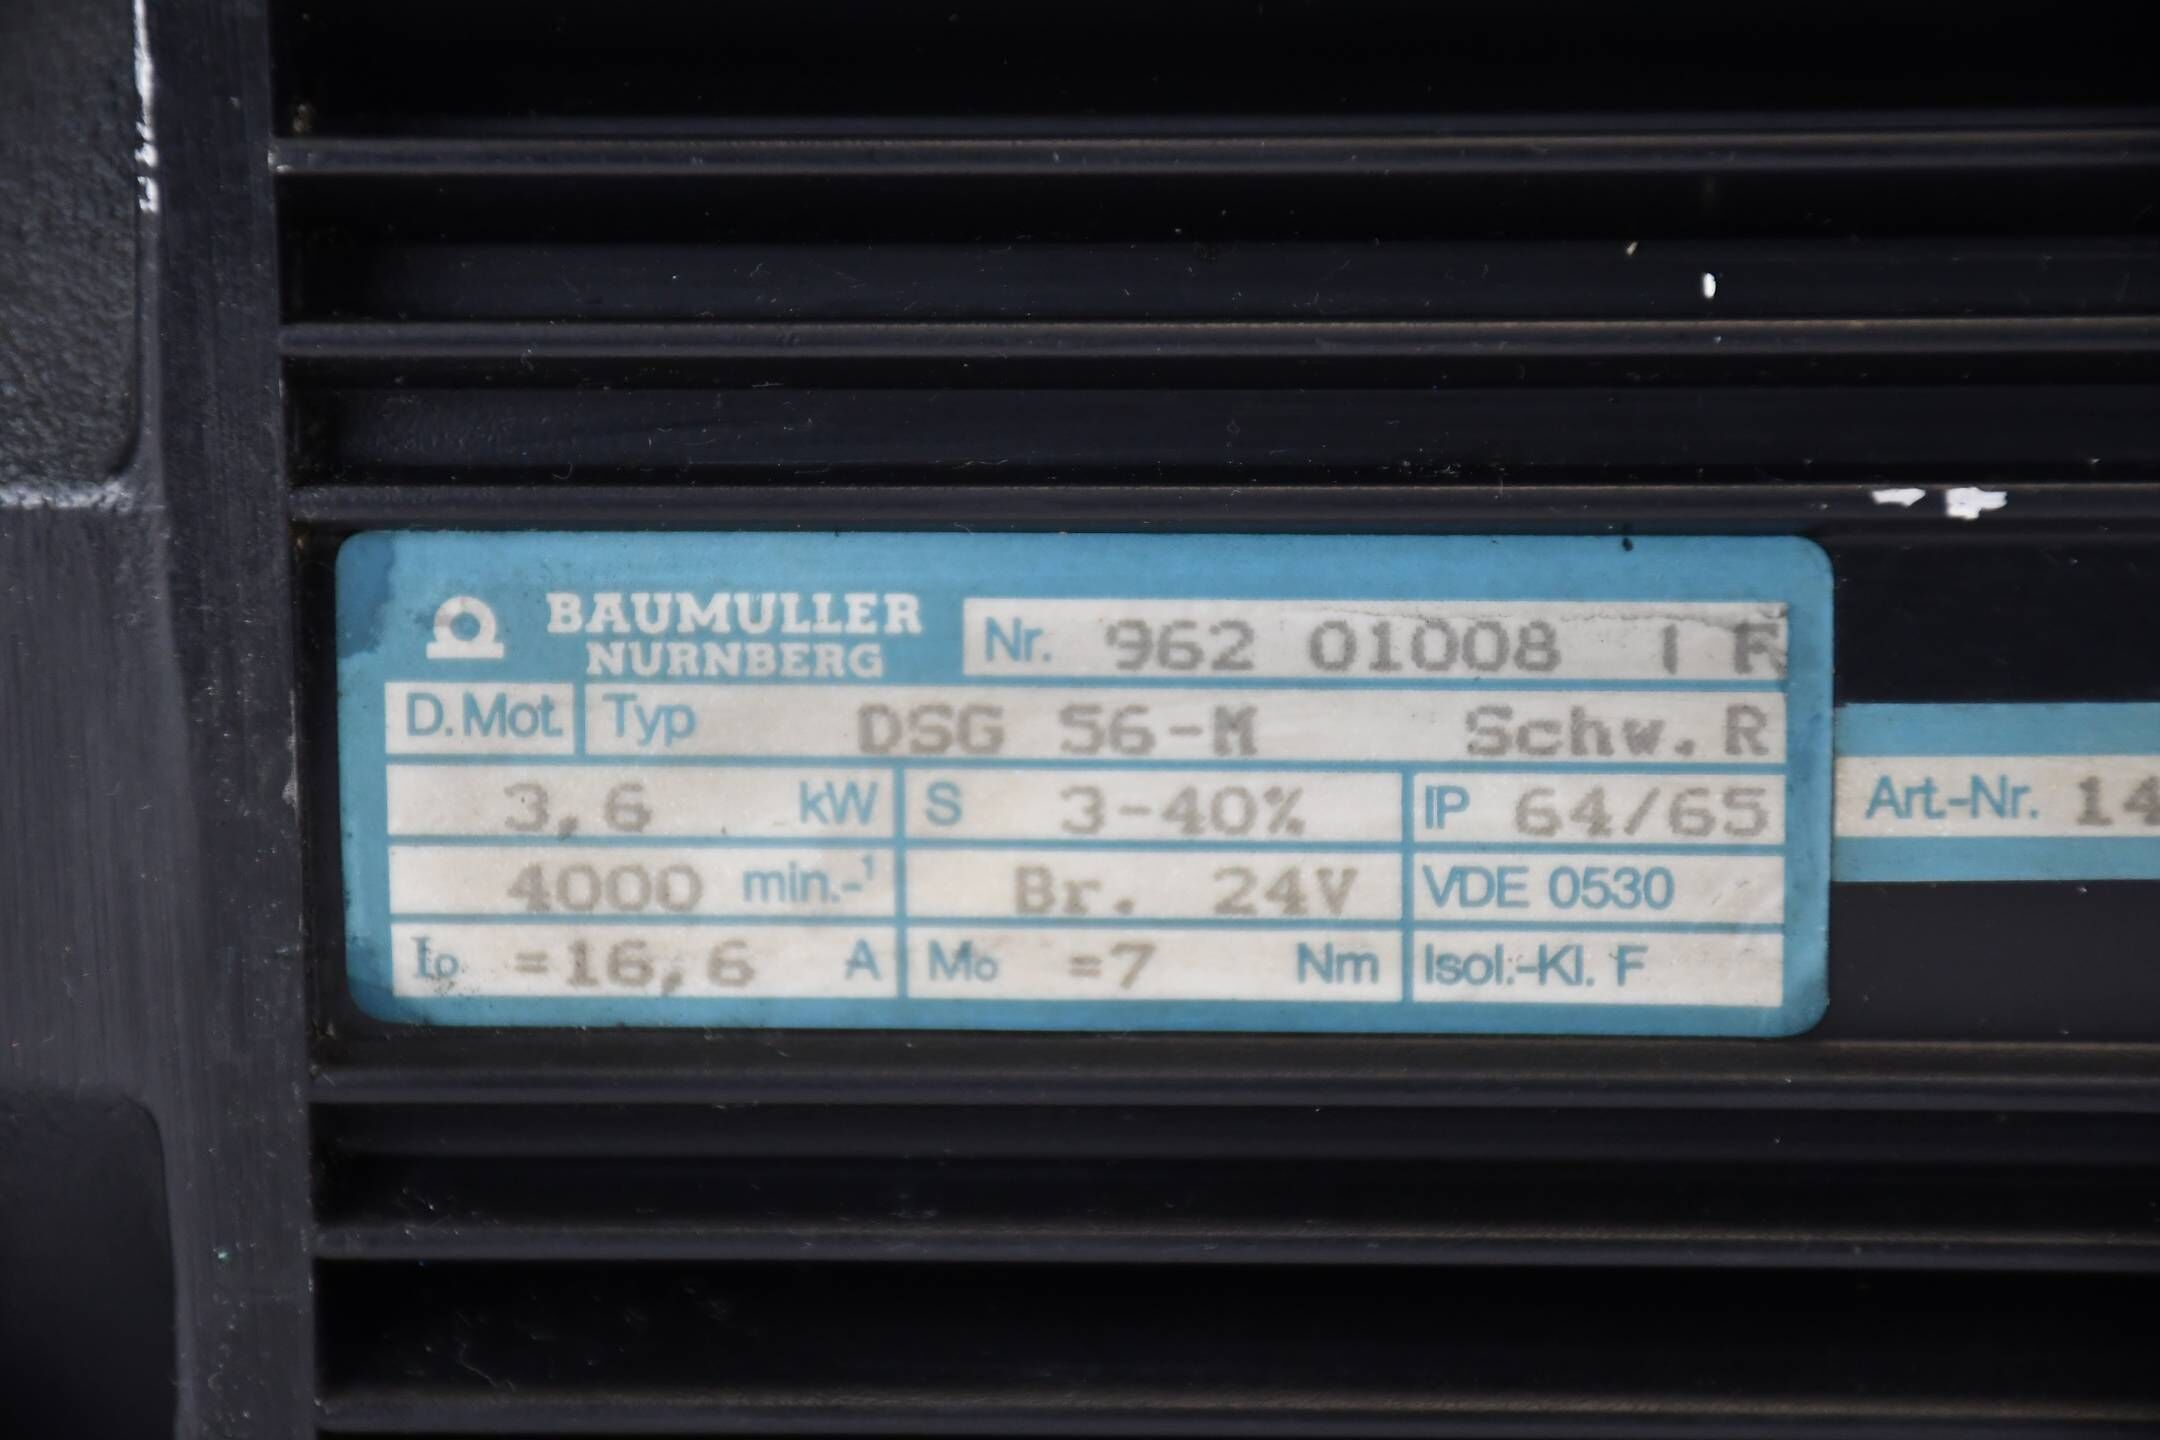 BAUMULLER
NURNBERG
Nr. 962 01008 I F
D. Mot. Typ DSG 56-M Schw. R
3,6 kW S 3-40% IP 64/65
Art.-Nr. 14
4000 min.-¹ Br. 24V VDE 0530
Io =16,6 A Mo =7 Nm Isol.-Kl. F